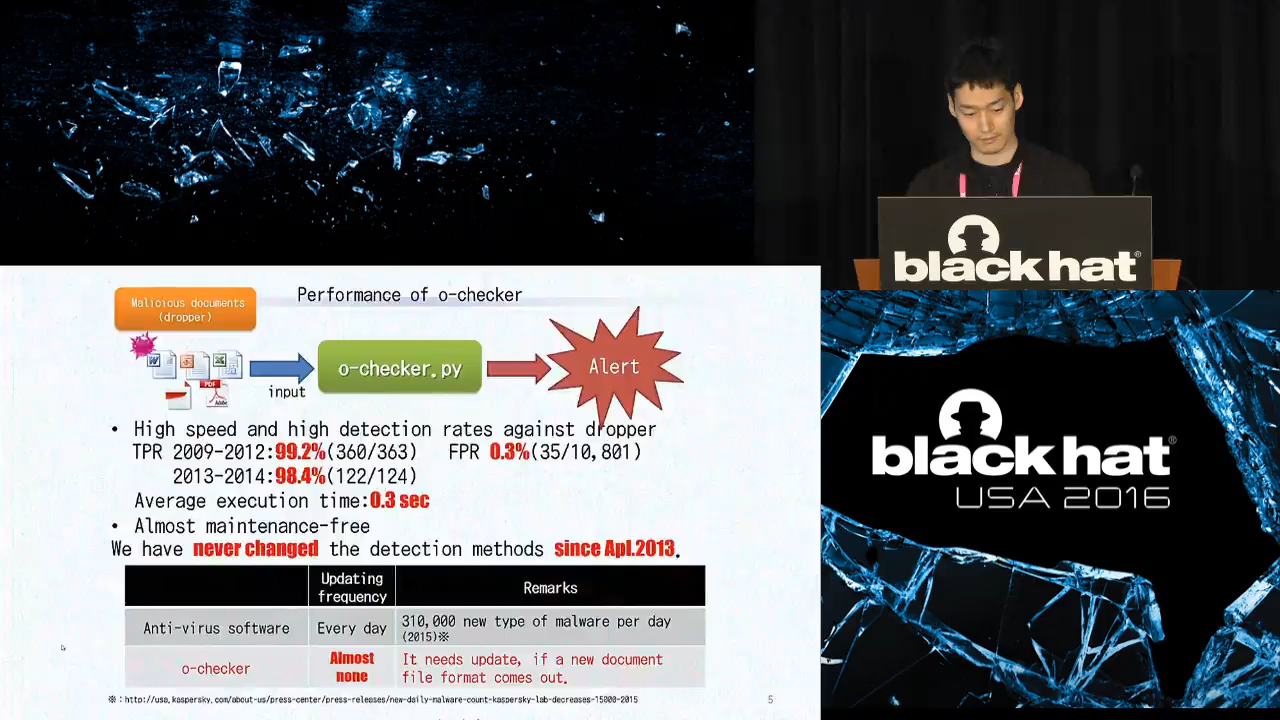 Performance of o-checker
Malicious documents
(dropper)
o-checker.py
Alert
input
PDF
Adobe
• High speed and high detection rates against dropper
TPR 2009-2012:99.2%(360/363) FPR 0.3%(35/10,801)
2013-2014:98.4%(122/124)
Average execution time:0.3 sec
• Almost maintenance-free
We have never changed the detection methods since Apl.2013.
Updating
frequency
Remarks
Anti-virus software
Every day
310,000 new type of malware per day
(2015)※
o-checker
Almost
none
It needs update, if a new document
file format comes out.
※：http://usa.kaspersky.com/about-us/press-center/press-releases/new-daily-malware-count-kaspersky-lab-decreases-15000-2015
5
black hat®
black hat®
USA 2016